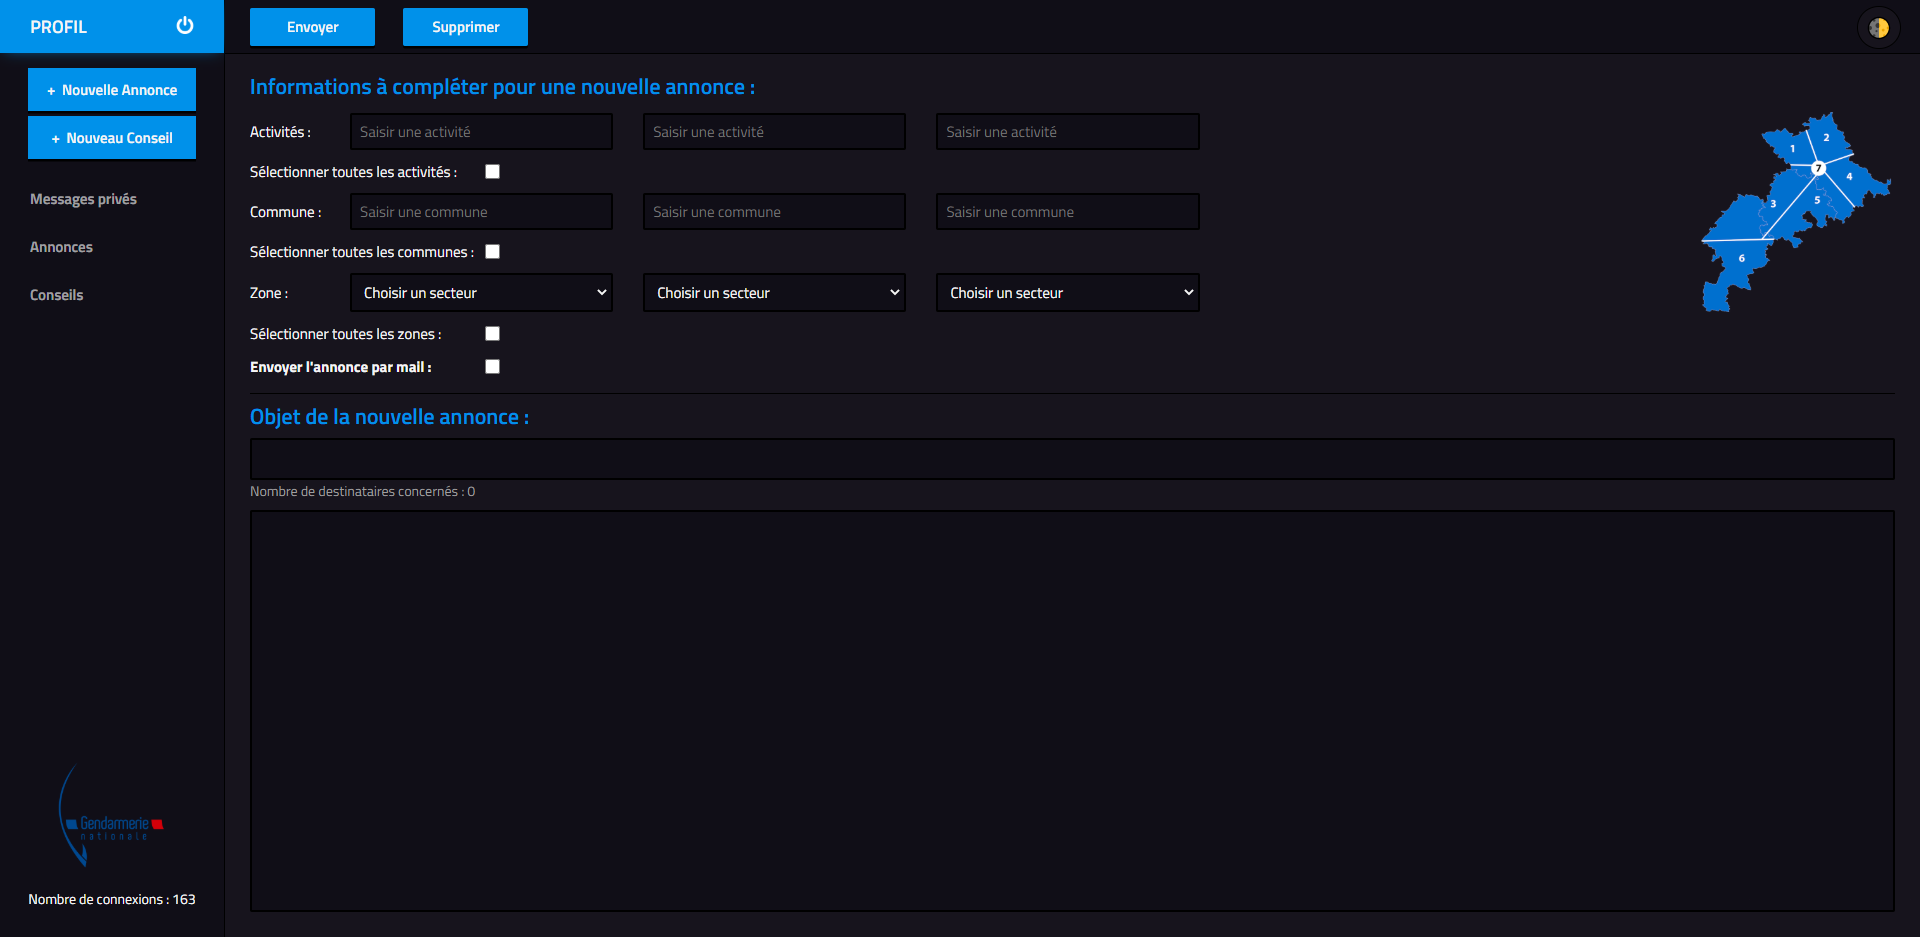 PROFIL
Envoyer
Supprimer
+ Nouvelle Annonce
+ Nouveau Conseil
Messages privés
Annonces
Conseils
Gendarmerie
nationale
Nombre de connexions : 163
Informations à compléter pour une nouvelle annonce :
Activités :
Saisir une activité
Saisir une activité
Saisir une activité
Sélectionner toutes les activités :
Commune :
Saisir une commune
Saisir une commune
Saisir une commune
Sélectionner toutes les communes :
Zone :
Choisir un secteur
Choisir un secteur
Choisir un secteur
Sélectionner toutes les zones :
Envoyer l'annonce par mail :
2
1
7
4
3
5
6
Objet de la nouvelle annonce :
Nombre de destinataires concernés : 0